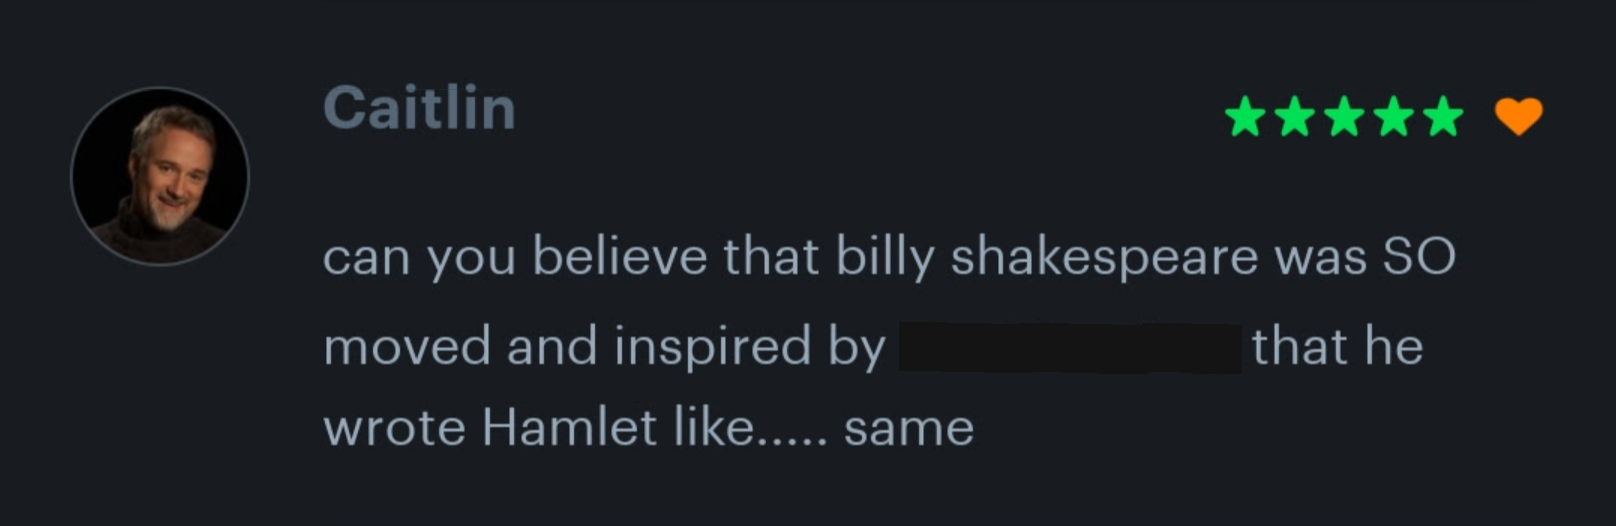 Caitlin
can you believe that billy shakespeare was SO
moved and inspired by that he
wrote Hamlet like..... same